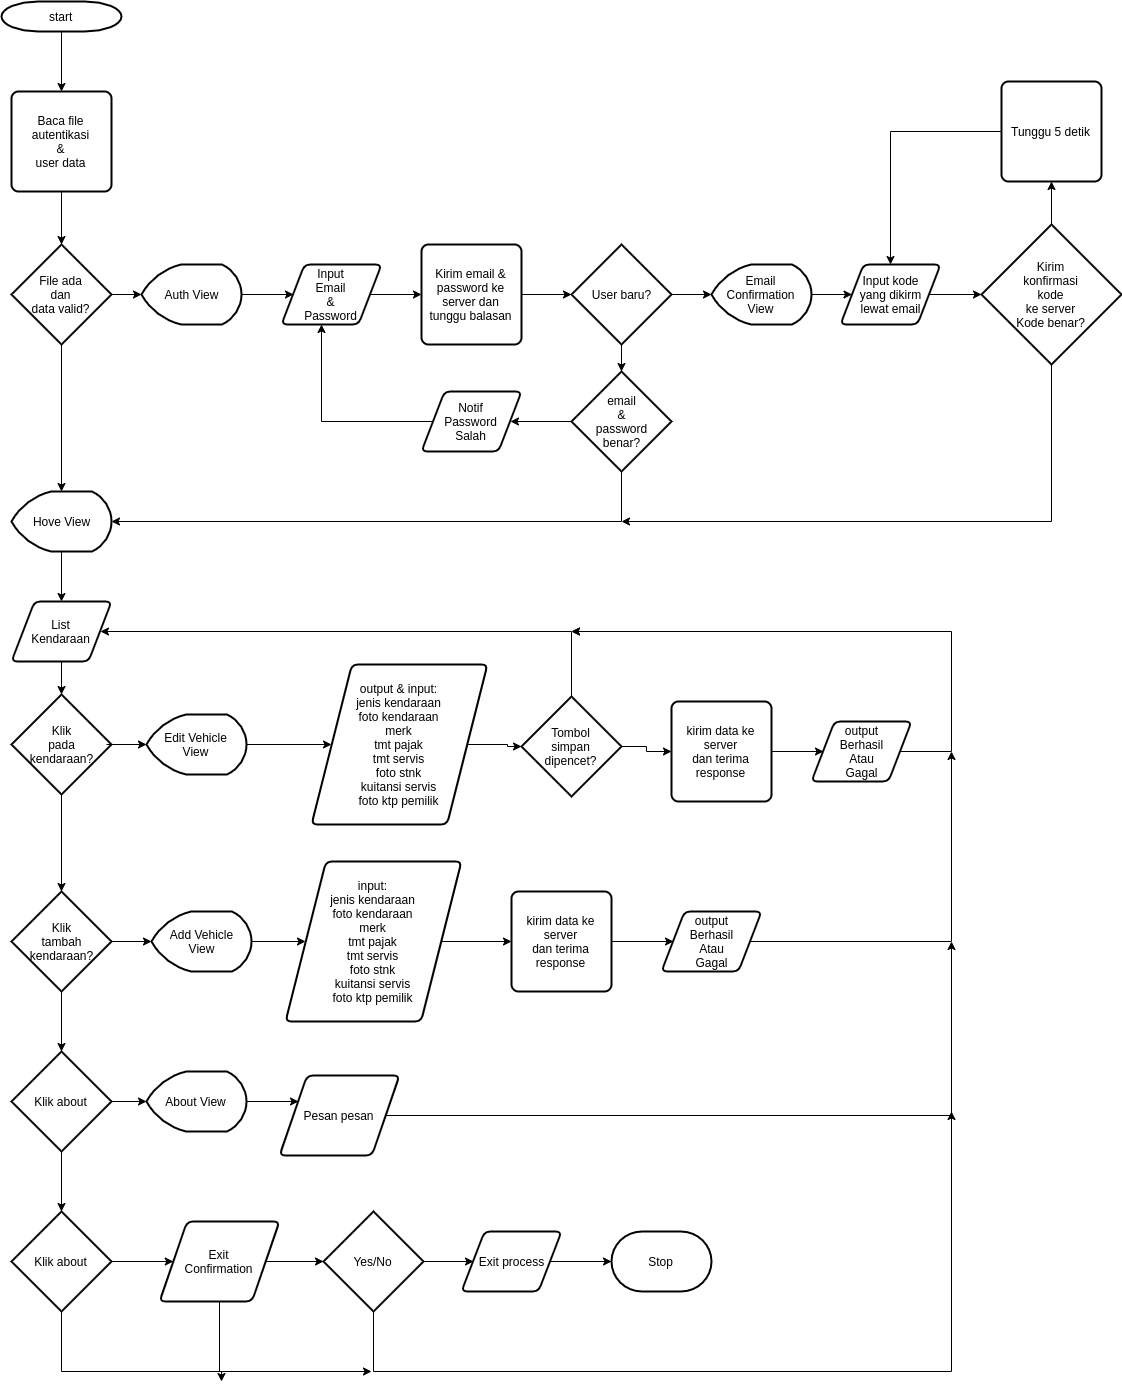 start
Baca file
autentikasi
&
user data
Tunggu 5 detik
File ada
dan
data valid?
Auth View
Input
Email
&
Password
Kirim email &
password ke
server dan
tunggu balasan
User baru?
Email
Confirmation
View
Input kode
yang dikirm
lewat email
Kirim
konfirmasi
kode
ke server
Kode benar?
Notif
Password
Salah
email
&
password
benar?
Hove View
List
Kendaraan
Klik
pada
kendaraan?
Edit Vehicle
View
output & input:
jenis kendaraan
foto kendaraan
merk
tmt pajak
tmt servis
foto stnk
kuitansi servis
foto ktp pemilik
Tombol
simpan
dipencet?
kirim data ke
server
dan terima
response
output
Berhasil
Atau
Gagal
Klik
tambah
kendaraan?
Add Vehicle
View
input:
jenis kendaraan
foto kendaraan
merk
tmt pajak
tmt servis
foto stnk
kuitansi servis
foto ktp pemilik
kirim data ke
server
dan terima
response
output
Berhasil
Atau
Gagal
Klik about
About View
Pesan pesan
Klik about
Exit
Confirmation
Yes/No
Exit process
Stop